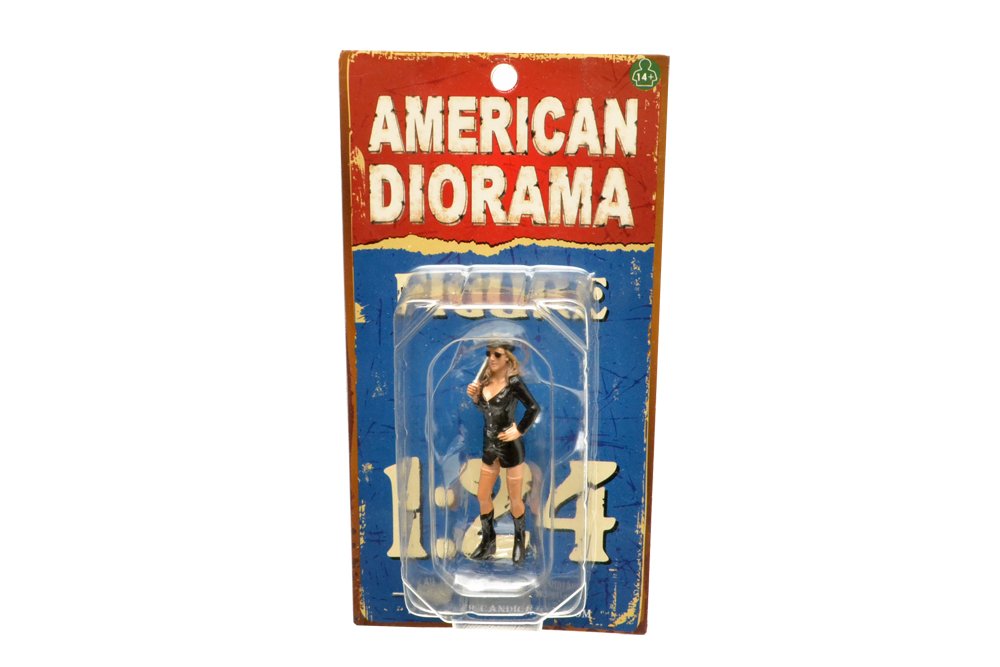 14+
AMERICAN
DIORAMA
FIGURE
1:24